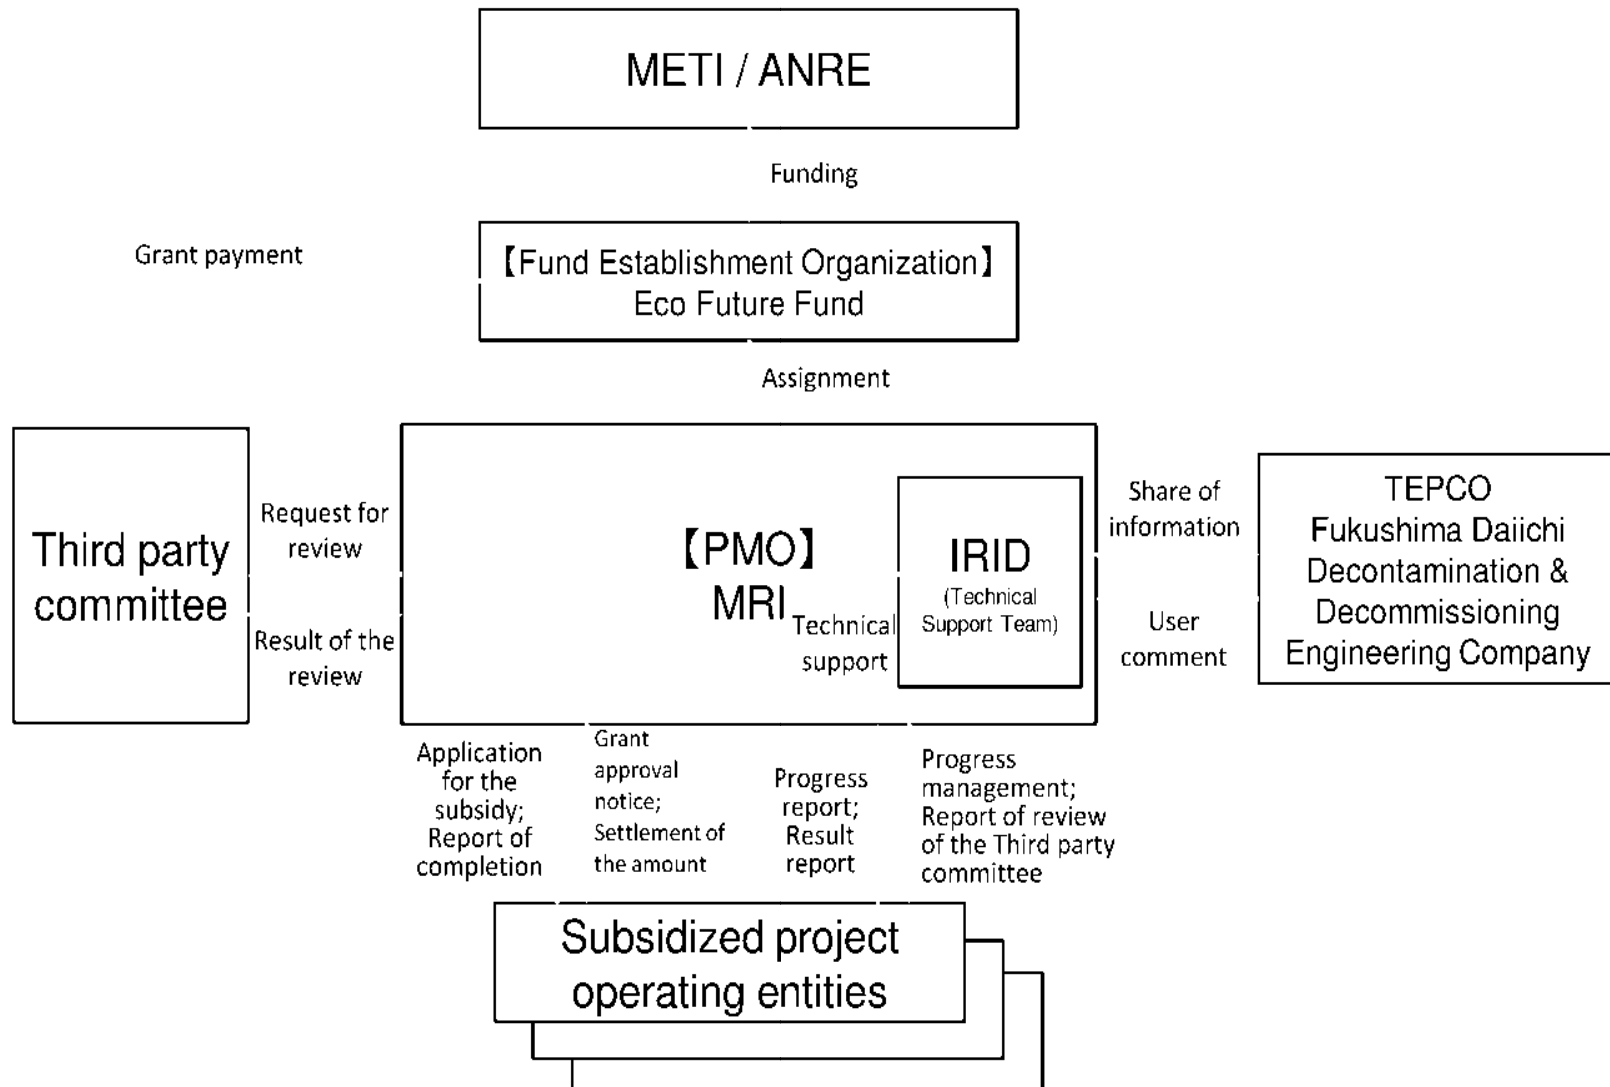 METI / ANRE
Funding
Grant payment
【Fund Establishment Organization】
Eco Future Fund
Assignment
Third party
committee
Request for
review
Result of the
review
【PMO】
MRI
Technical
support
IRID
(Technical
Support Team)
Share of
information
User
comment
TEPCO
Fukushima Daiichi
Decontamination &
Decommissioning
Engineering Company
Application
for the
subsidy;
Report of
completion
Grant
approval
notice;
Settlement of
the amount
Progress
report;
Result
report
Progress
management;
Report of review
of the Third party
committee
Subsidized project
operating entities